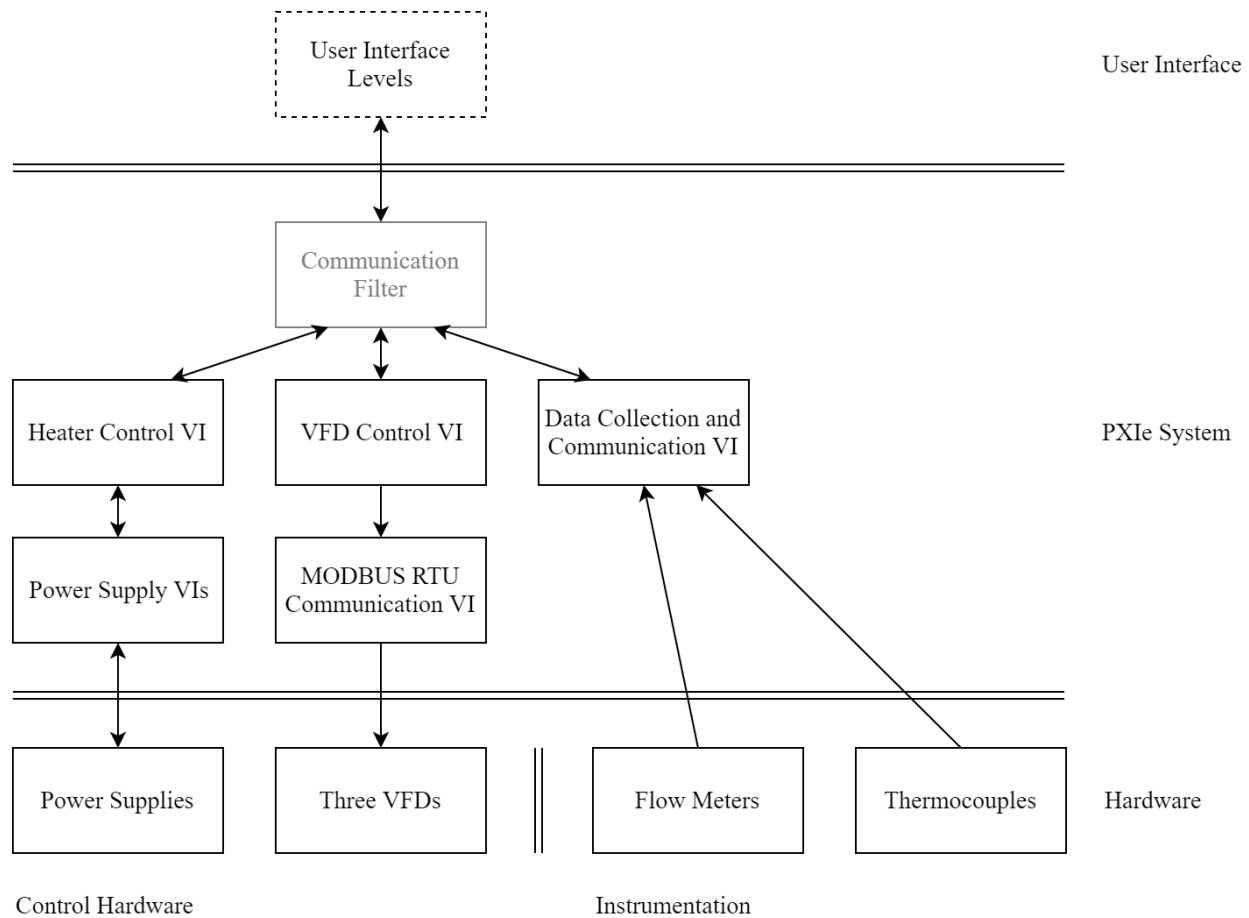 User Interface
Levels
User Interface
Communication
Filter
Heater Control VI
VFD Control VI
Data Collection and
Communication VI
PXIe System
Power Supply VIs
MODBUS RTU
Communication VI
Power Supplies
Three VFDs
Flow Meters
Thermocouples
Hardware
Control Hardware
Instrumentation